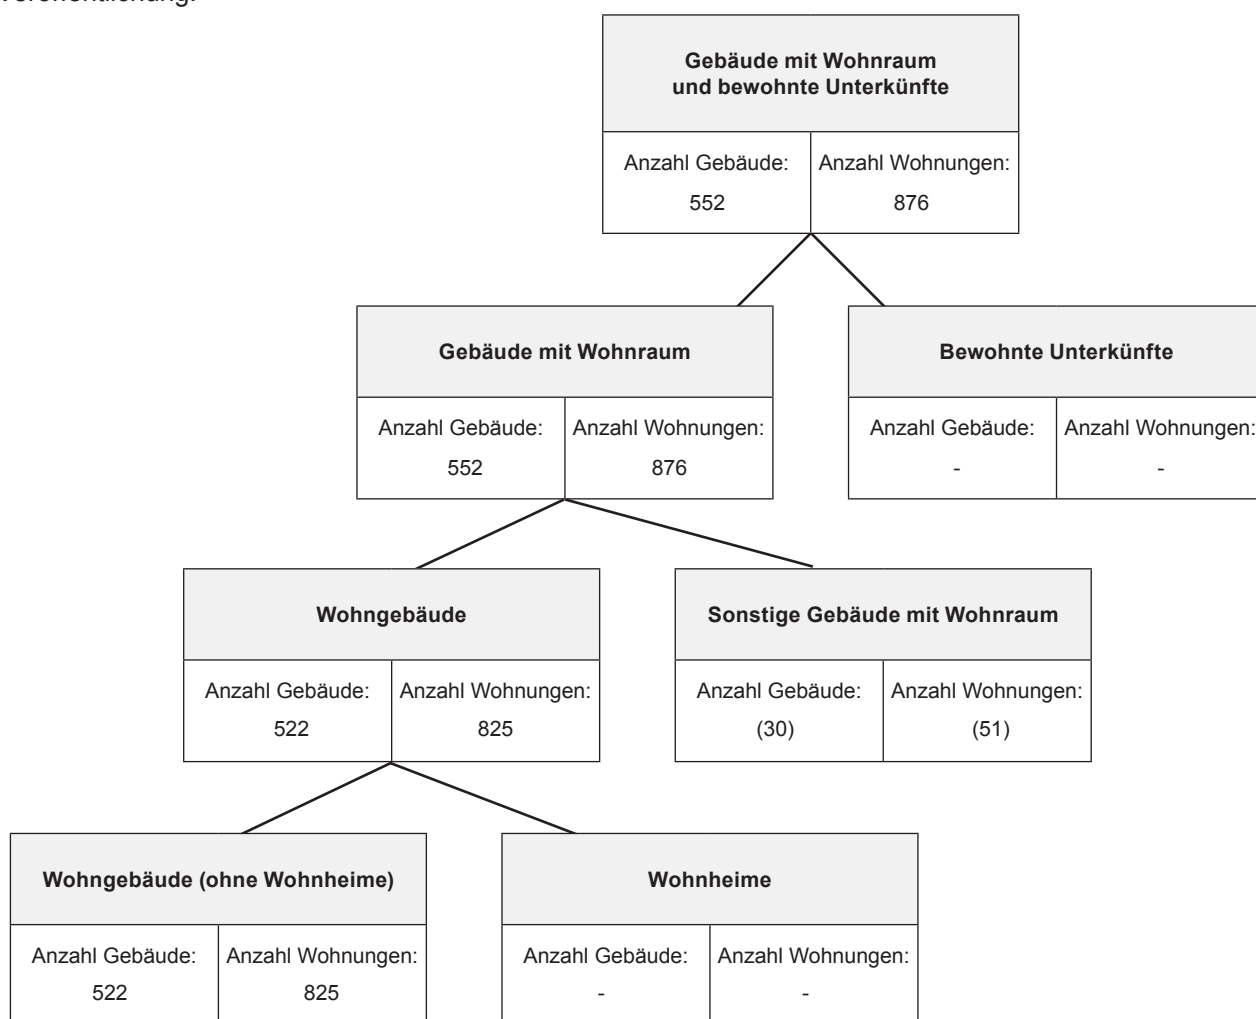 Veröffentlichung.
Gebäude mit Wohnraum
und bewohnte Unterkünfte
Anzahl Gebäude: Anzahl Wohnungen:
552 876
Gebäude mit Wohnraum
Bewohnte Unterkünfte
Anzahl Gebäude: Anzahl Wohnungen:
552 876
Anzahl Gebäude: Anzahl Wohnungen:
- -
Wohngebäude
Sonstige Gebäude mit Wohnraum
Anzahl Gebäude: Anzahl Wohnungen:
522 825
Anzahl Gebäude: Anzahl Wohnungen:
(30) (51)
Wohngebäude (ohne Wohnheime)
Wohnheime
Anzahl Gebäude: Anzahl Wohnungen:
522 825
Anzahl Gebäude: Anzahl Wohnungen:
- -